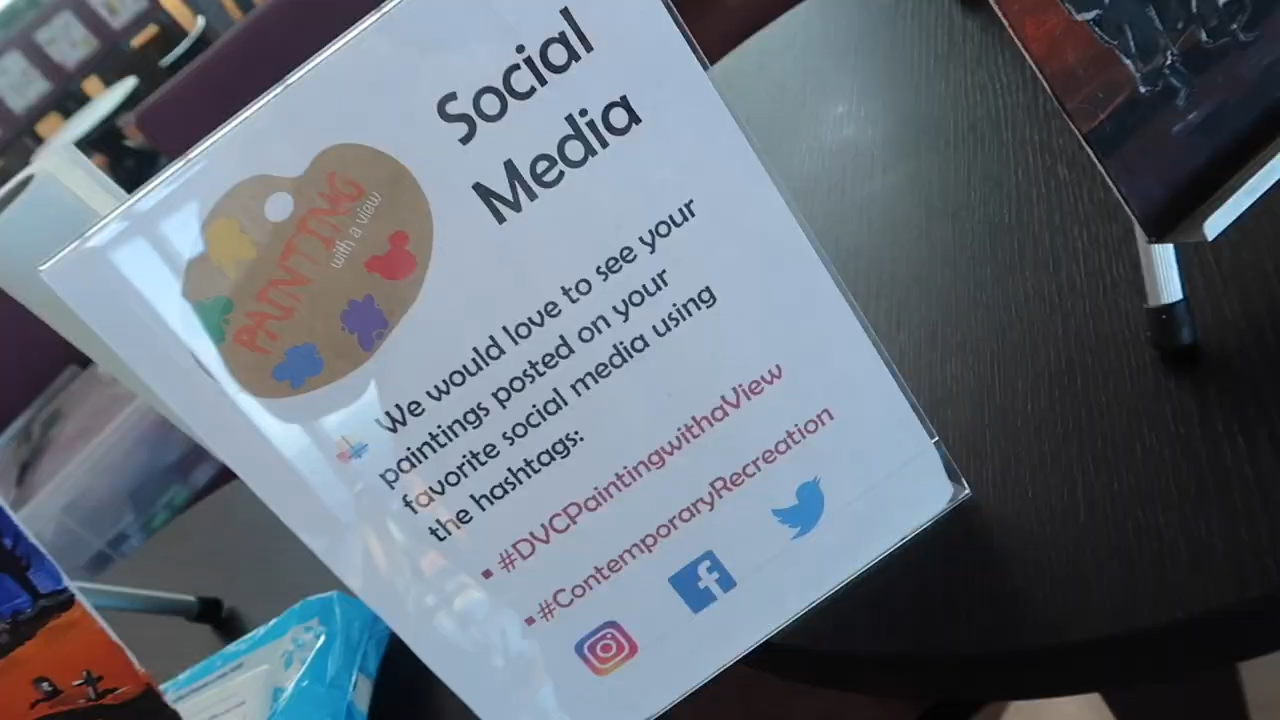 Social
Media
PAINTING
with a view
We would love to see your
paintings posted on your
favorite social media using
the hashtags:
▪ #DVCPaintingwithaView
▪ #ContemporaryRecreation